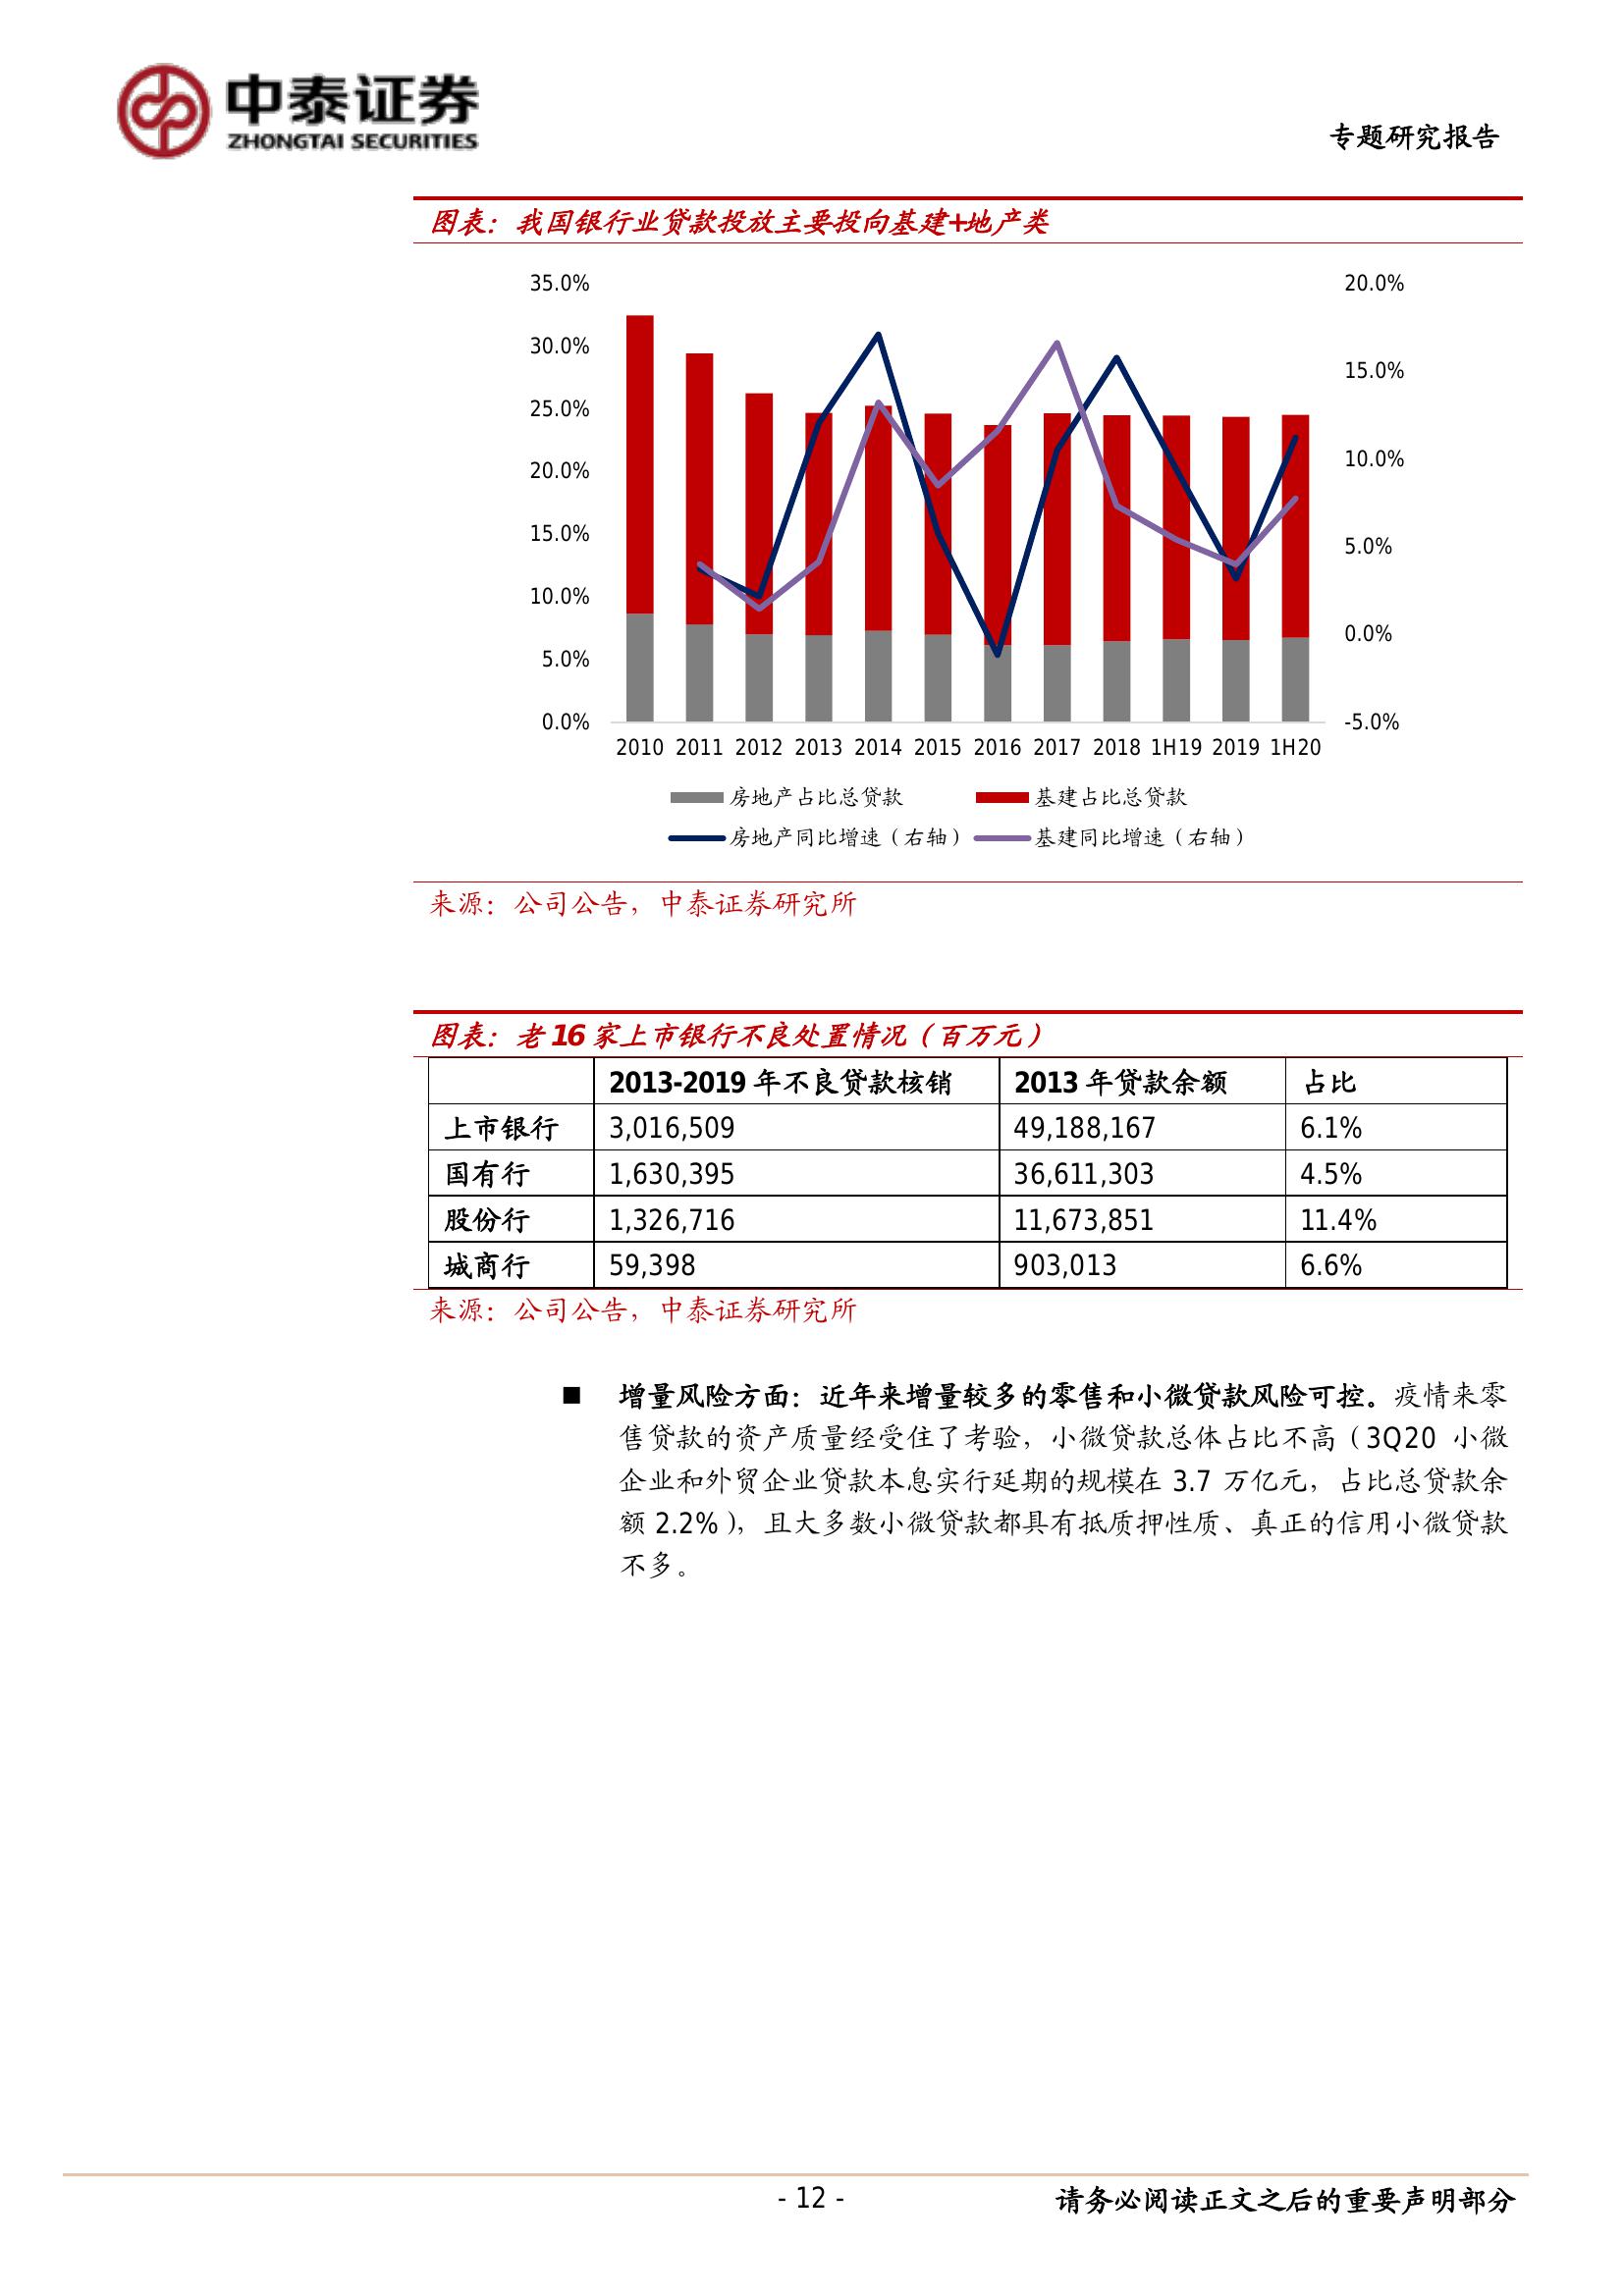 中泰证券
ZHONGTAI SECURITIES
专题研究报告
图表：我国银行业贷款投放主要投向基建+地产类
35.0%
30.0%
25.0%
20.0%
15.0%
10.0%
5.0%
0.0%
20.0%
15.0%
10.0%
5.0%
0.0%
-5.0%
2010 2011 2012 2013 2014 2015 2016 2017 2018 1H19 2019 1H20
房地产占比总贷款 基建占比总贷款
房地产同比增速（右轴） 基建同比增速（右轴）
来源：公司公告，中泰证券研究所
图表：老 16 家上市银行不良处置情况（百万元）
2013-2019 年不良贷款核销 2013 年贷款余额 占比
上市银行 3,016,509 49,188,167 6.1%
国有行 1,630,395 36,611,303 4.5%
股份行 1,326,716 11,673,851 11.4%
城商行 59,398 903,013 6.6%
来源：公司公告，中泰证券研究所
■ 增量风险方面：近年来增量较多的零售和小微贷款风险可控。疫情来零
售贷款的资产质量经受住了考验，小微贷款总体占比不高（3Q20 小微
企业和外贸企业贷款本息实行延期的规模在 3.7 万亿元，占比总贷款余
额 2.2%），且大多数小微贷款都具有抵质押性质、真正的信用小微贷款
不多。
- 12 -
请务必阅读正文之后的重要声明部分